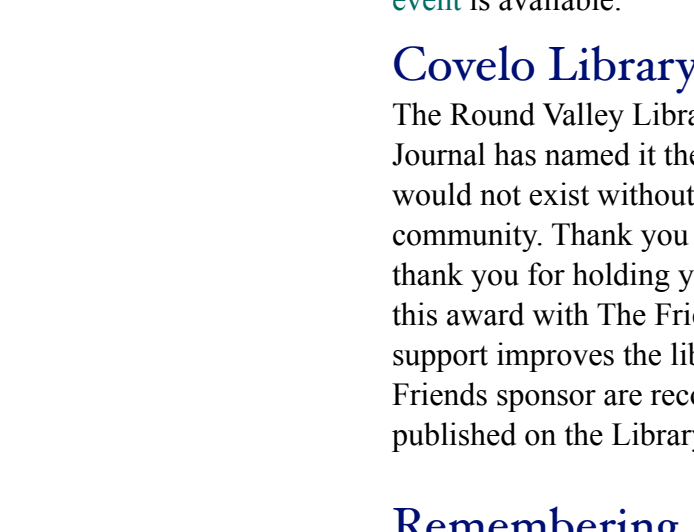 event is available.
Covelo Library
The Round Valley Libra
Journal has named it the
would not exist without
community. Thank you
thank you for holding y
this award with The Frie
support improves the lib
Friends sponsor are reco
published on the Library
Remembering